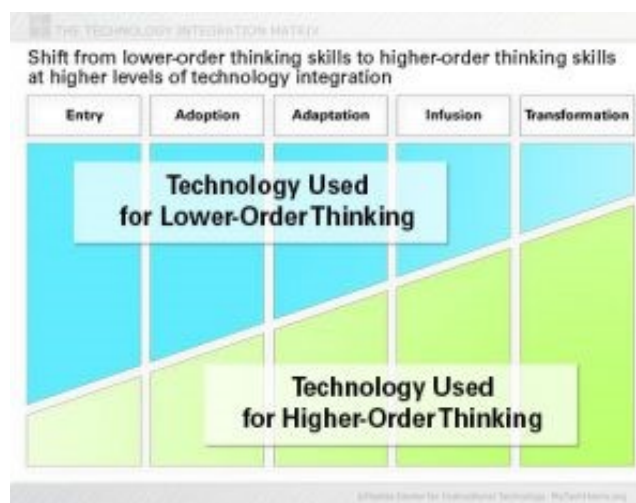 THE TECHNOLOGY INTEGRATION MATRIX
Shift from lower-order thinking skills to higher-order thinking skills
at higher levels of technology integration
Entry Adoption Adaptation Infusion Transformation
Technology Used
for Lower-Order Thinking
Technology Used
for Higher-Order Thinking